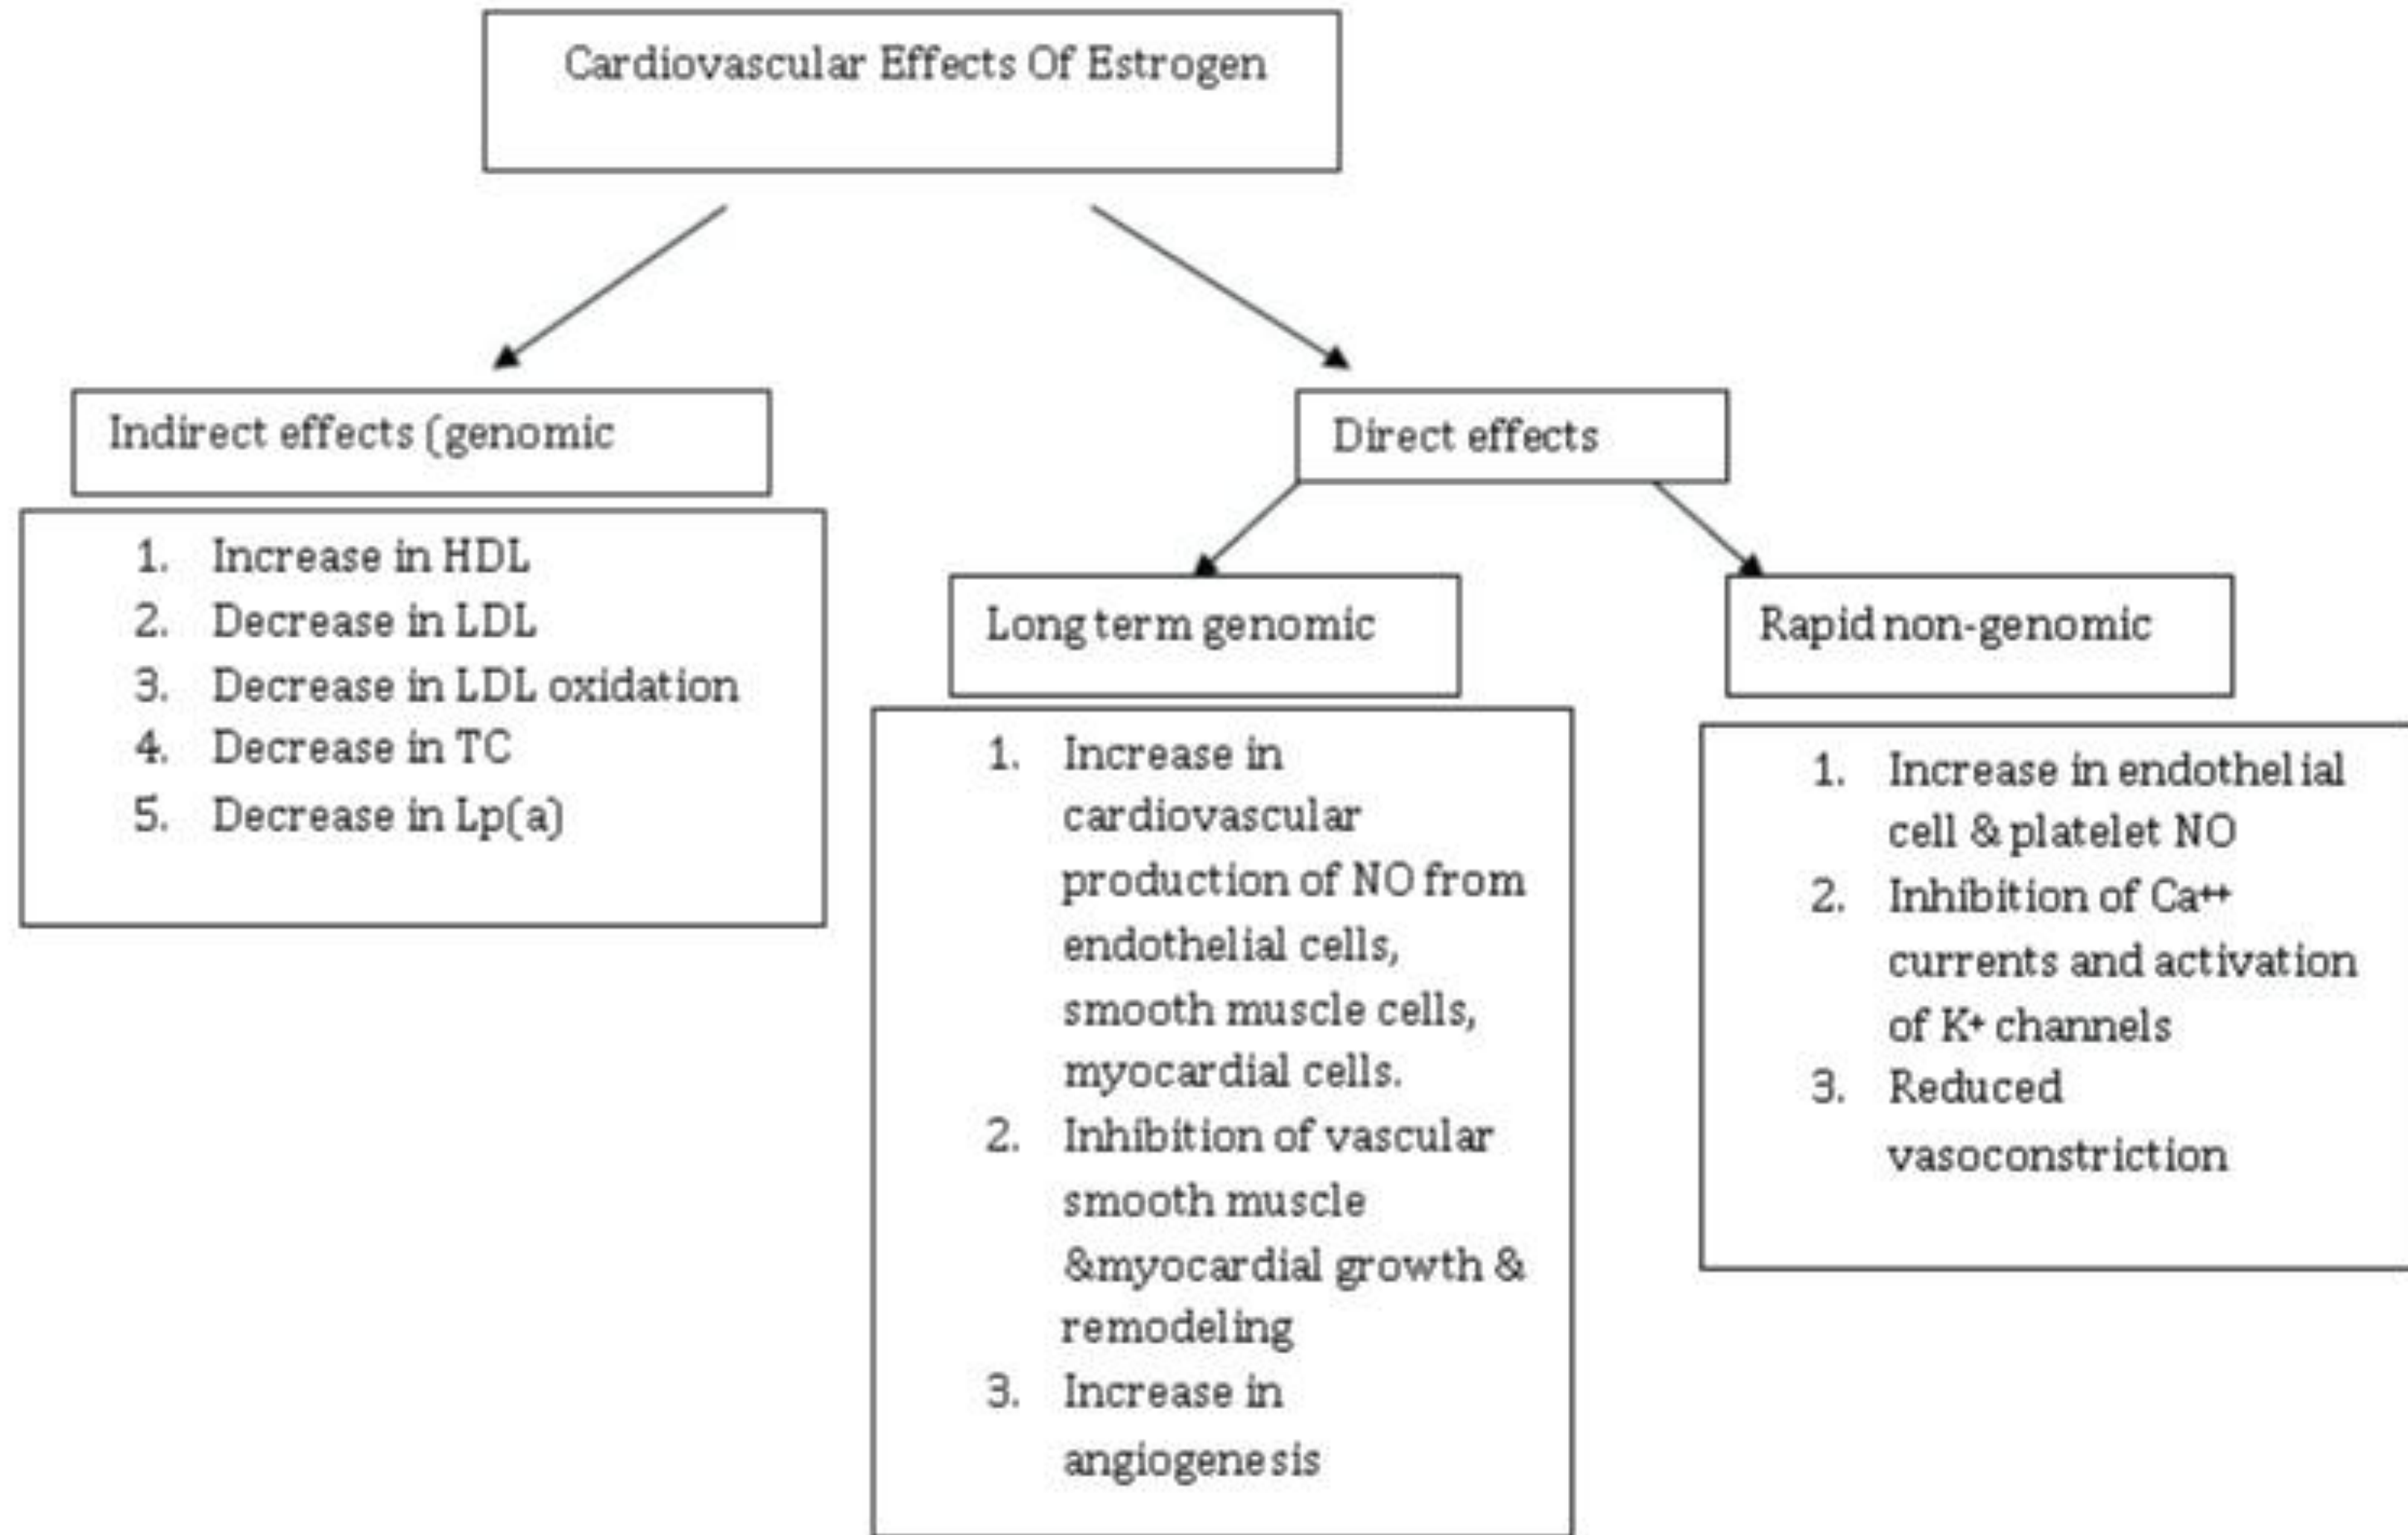 Cardiovascular Effects Of Estrogen
Indirect effects (genomic
1. Increase in HDL
2. Decrease in LDL
3. Decrease in LDL oxidation
4. Decrease in TC
5. Decrease in Lp(a)
Direct effects
Long term genomic
1. Increase in
cardiovascular
production of NO from
endothelial cells,
smooth muscle cells,
myocardial cells.
2. Inhibition of vascular
smooth muscle
&myocardial growth &
remodeling
3. Increase in
angiogenesis
Rapid non-genomic
1. Increase in endothelial
cell & platelet NO
2. Inhibition of Ca⁺⁺
currents and activation
of K⁺ channels
3. Reduced
vasoconstriction